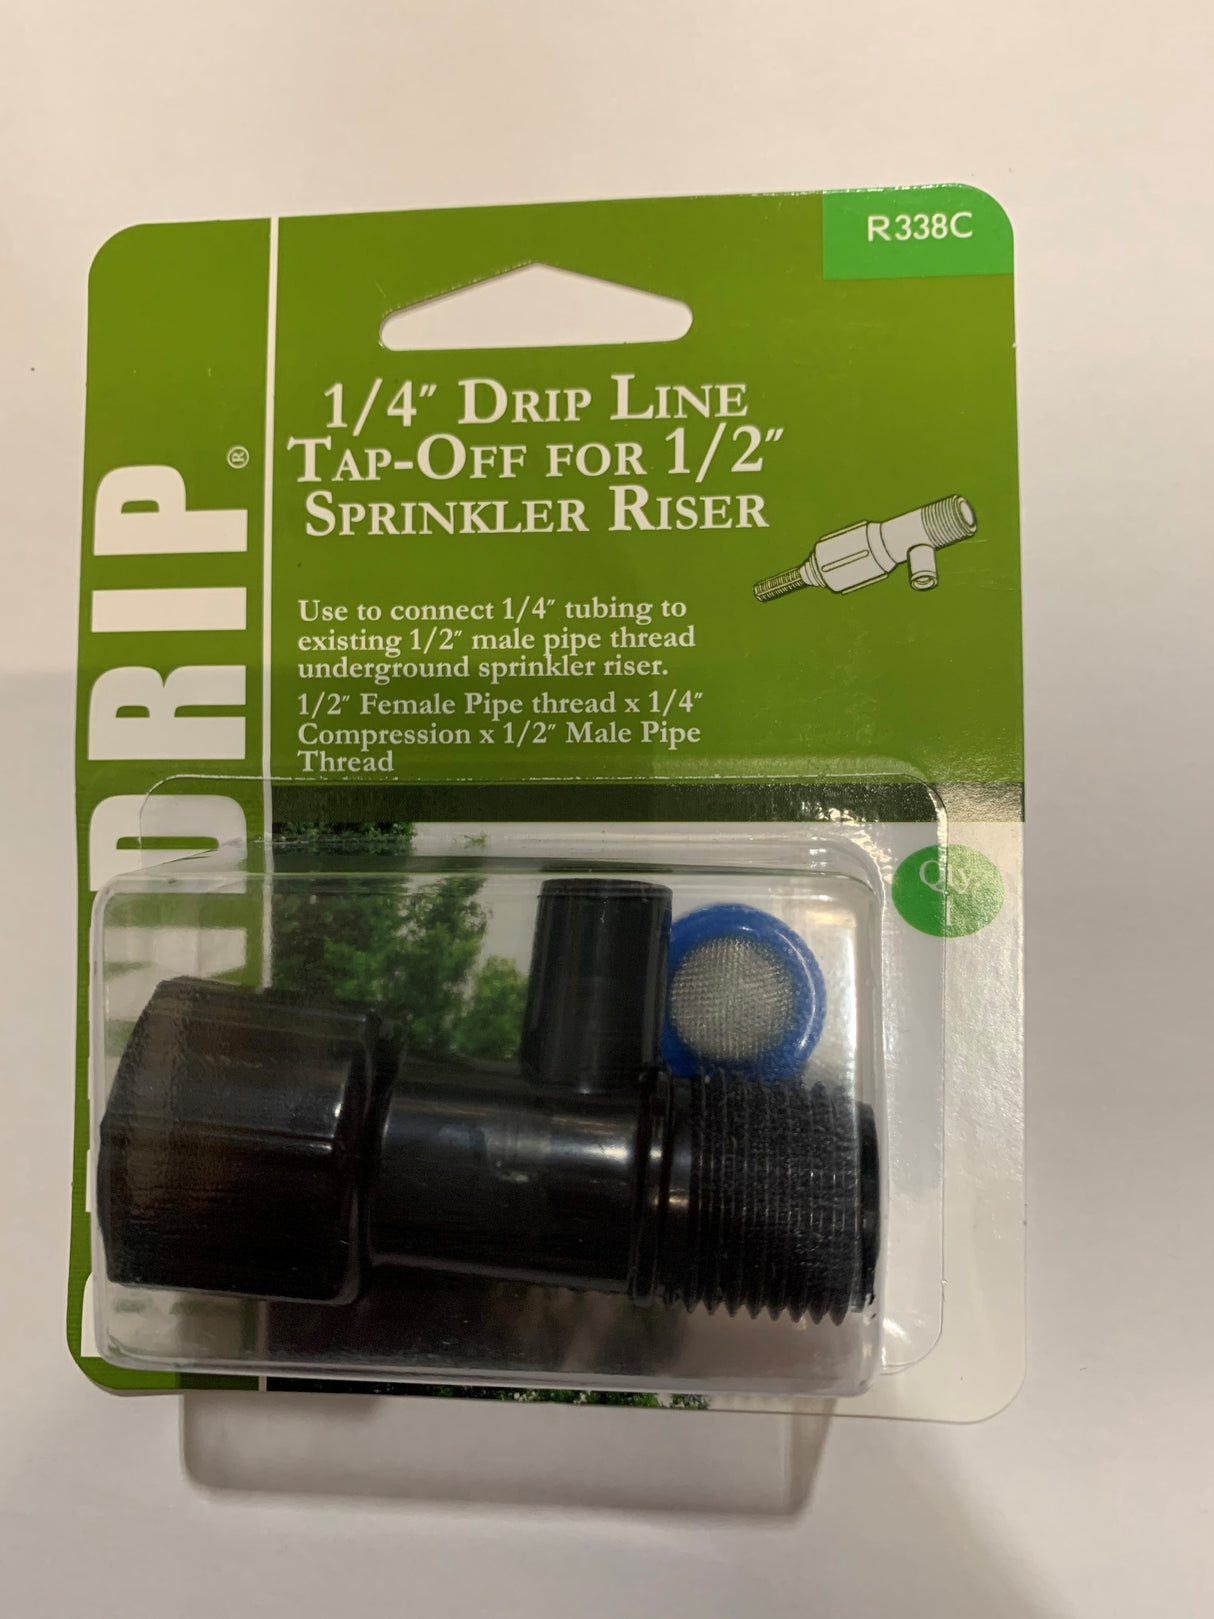 R338C
1/4″ DRIP LINE
TAP-OFF FOR 1/2″
SPRINKLER RISER
Use to connect 1/4″ tubing to
existing 1/2″ male pipe thread
underground sprinkler riser.
1/2″ Female Pipe thread x 1/4″
Compression x 1/2″ Male Pipe
Thread
Qty
DRIP®